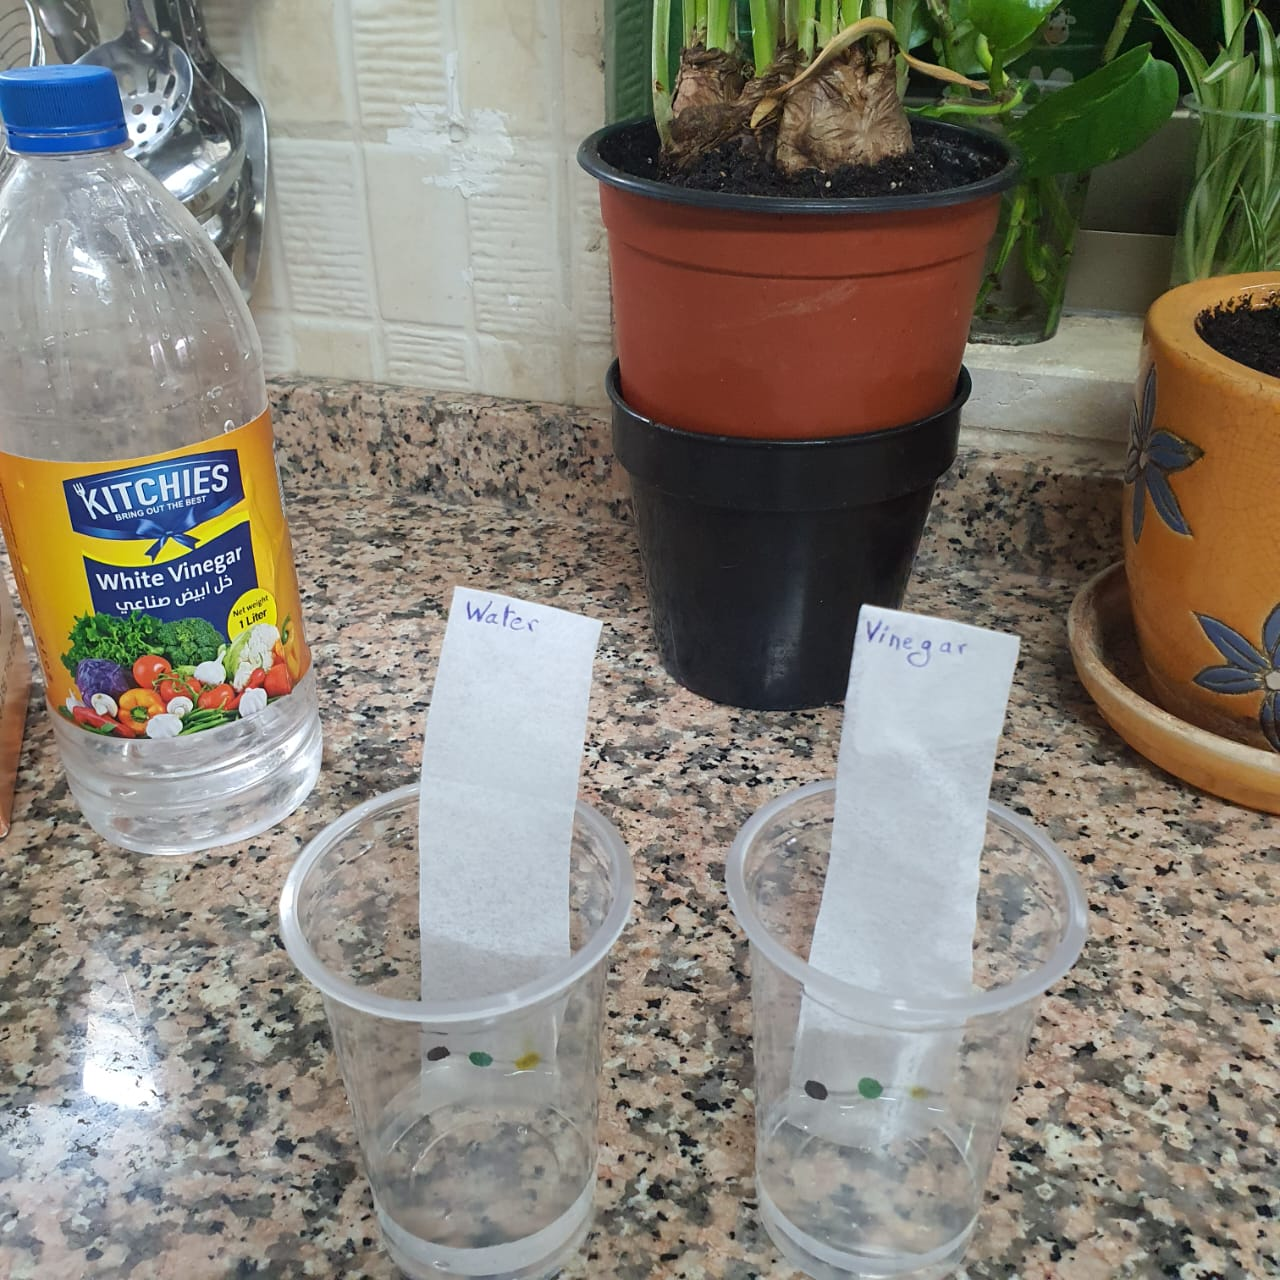 KITCHIES
BRING OUT THE BEST
White Vinegar
خل ابيض صناعي
Net weight
1 Liter
Water
Vinegar